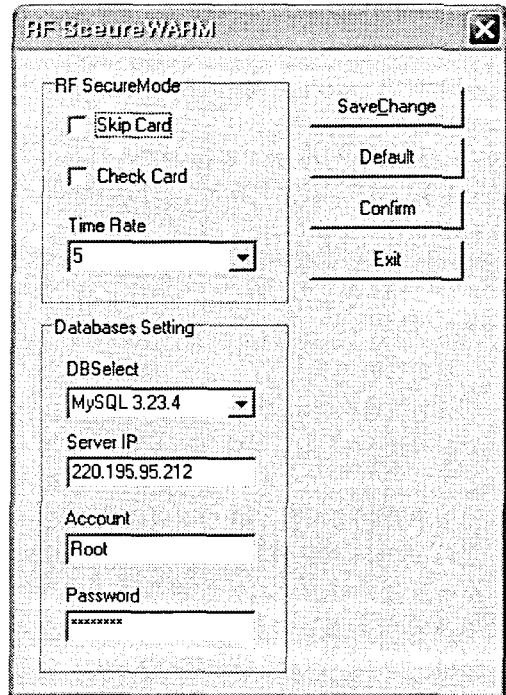 RF SceureWARM
RF SecureMode
Skip Card
Check Card
Time Rate
5
SaveChange
Default
Confirm
Exit
Databases Setting
DBSelect
MySQL 3.23.4
Server IP
220.195.95.212
Account
Root
Password
********